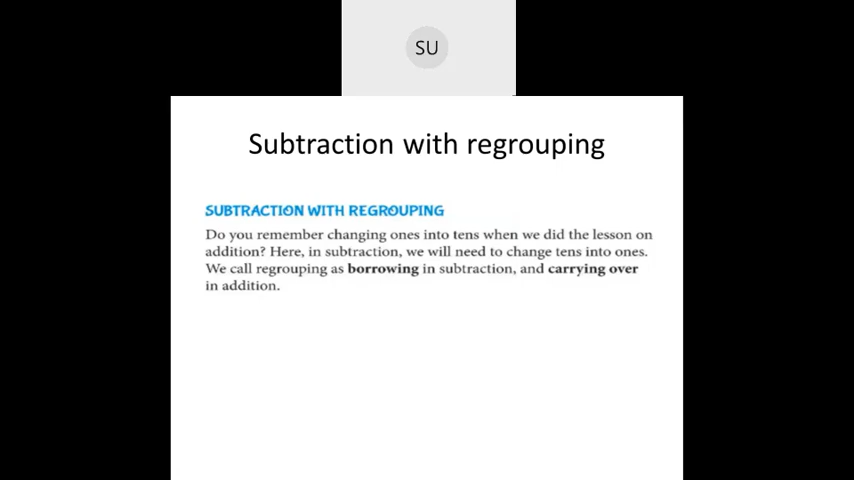 SU
Subtraction with regrouping
SUBTRACTION WITH REGROUPING
Do you remember changing ones into tens when we did the lesson on
addition? Here, in subtraction, we will need to change tens into ones.
We call regrouping as borrowing in subtraction, and carrying over
in addition.